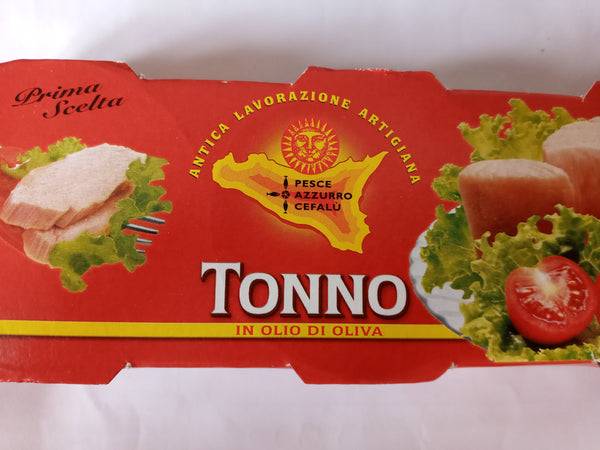 Prima
Scelta
ANTICA LAVORAZIONE ARTIGIANA
PESCE
AZZURRO
CEFALÙ
TONNO
IN OLIO DI OLIVA